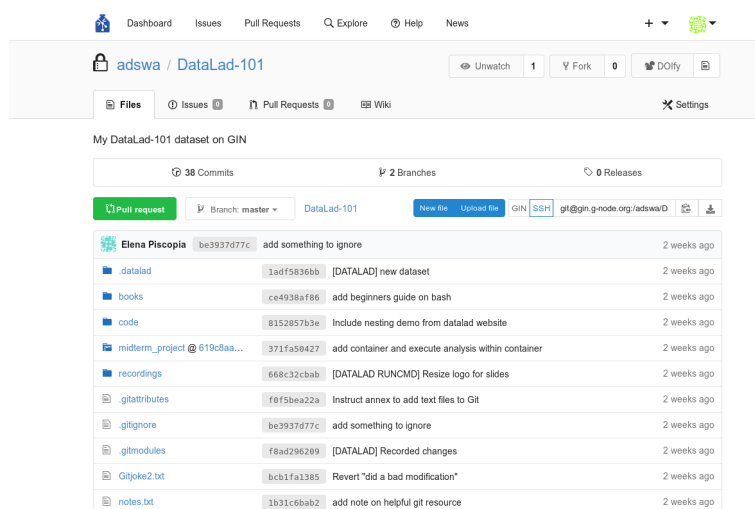 Dashboard Issues Pull Requests Explore Help News
adswa / DataLad-101 Unwatch 1 Fork 0 DOIfy
Files Issues 0 Pull Requests 0 Wiki Settings
My DataLad-101 dataset on GIN
38 Commits 2 Branches 0 Releases
Pull request Branch: master DataLad-101 New file Upload file GIN SSH git@gin.g-node.org:/adswa/D
Elena Piscopia be3937d77c add something to ignore 2 weeks ago
.datalad 1adf5836bb [DATALAD] new dataset 2 weeks ago
books ce4938af86 add beginners guide on bash 2 weeks ago
code 8152857b3e Include nesting demo from datalad website 2 weeks ago
midterm_project @ 619c8aa... 371fa50427 add container and execute analysis within container 2 weeks ago
recordings 668c32cbab [DATALAD RUNCMD] Resize logo for slides 2 weeks ago
.gitattributes f0f5bea22a Instruct annex to add text files to Git 2 weeks ago
.gitignore be3937d77c add something to ignore 2 weeks ago
.gitmodules f8ad296209 [DATALAD] Recorded changes 2 weeks ago
Gitjoke2.txt bcb1fa1385 Revert "did a bad modification" 2 weeks ago
notes.txt 1b31c6bab2 add note on helpful git resource 2 weeks ago